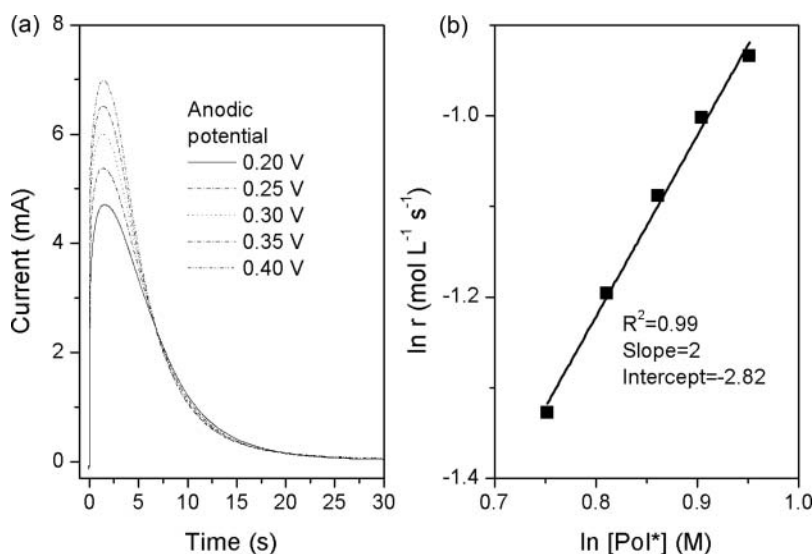 (a)
8
6
4
2
0
Current (mA)
Anodic
potential
0.20 V
0.25 V
0.30 V
0.35 V
0.40 V
0 5 10 15 20 25 30
Time (s)
(b)
-1.0
-1.2
-1.4
ln r (mol L⁻¹ s⁻¹)
R²=0.99
Slope=2
Intercept=-2.82
0.7 0.8 0.9 1.0
ln [Pol*] (M)